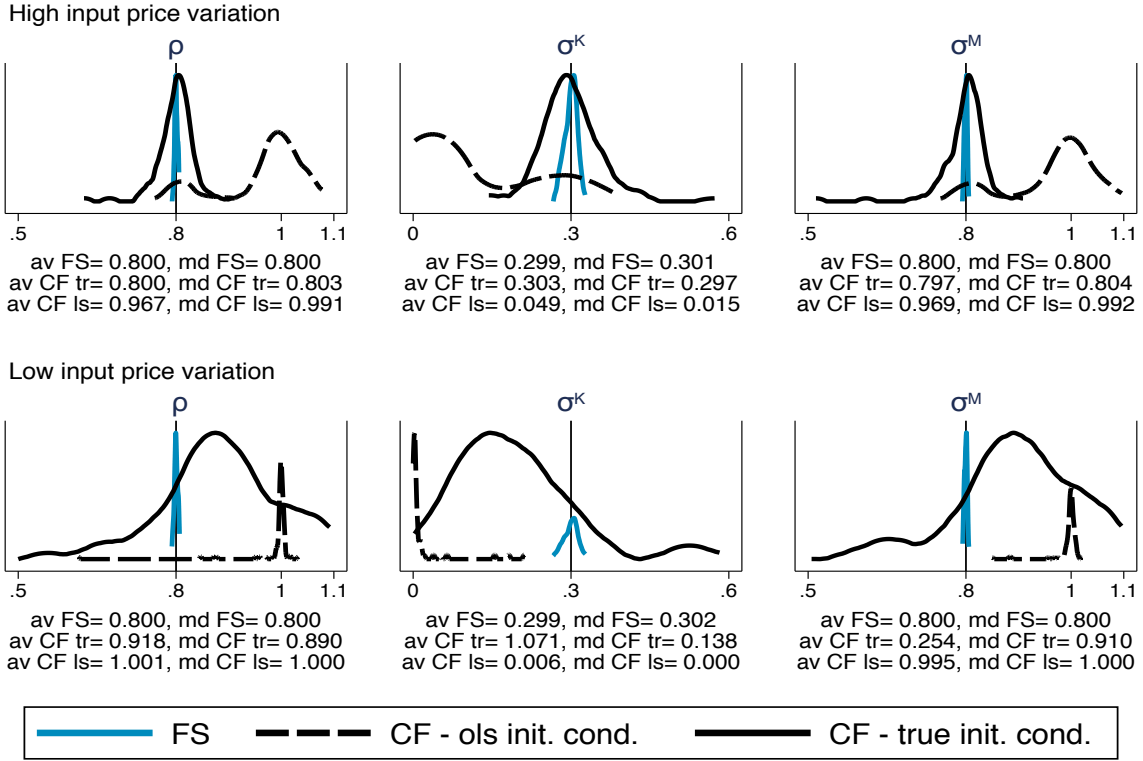 High input price variation
ρ σᴷ σᴹ
.5 .8 1 1.1 0 .3 .6 .5 .8 1 1.1
av FS= 0.800, md FS= 0.800
av CF tr= 0.800, md CF tr= 0.803
av CF ls= 0.967, md CF ls= 0.991
av FS= 0.299, md FS= 0.301
av CF tr= 0.303, md CF tr= 0.297
av CF ls= 0.049, md CF ls= 0.015
av FS= 0.800, md FS= 0.800
av CF tr= 0.797, md CF tr= 0.804
av CF ls= 0.969, md CF ls= 0.992
Low input price variation
ρ σᴷ σᴹ
.5 .8 1 1.1 0 .3 .6 .5 .8 1 1.1
av FS= 0.800, md FS= 0.800
av CF tr= 0.918, md CF tr= 0.890
av CF ls= 1.001, md CF ls= 1.000
av FS= 0.299, md FS= 0.302
av CF tr= 1.071, md CF tr= 0.138
av CF ls= 0.006, md CF ls= 0.000
av FS= 0.800, md FS= 0.800
av CF tr= 0.254, md CF tr= 0.910
av CF ls= 0.995, md CF ls= 1.000
FS CF - ols init. cond. CF - true init. cond.